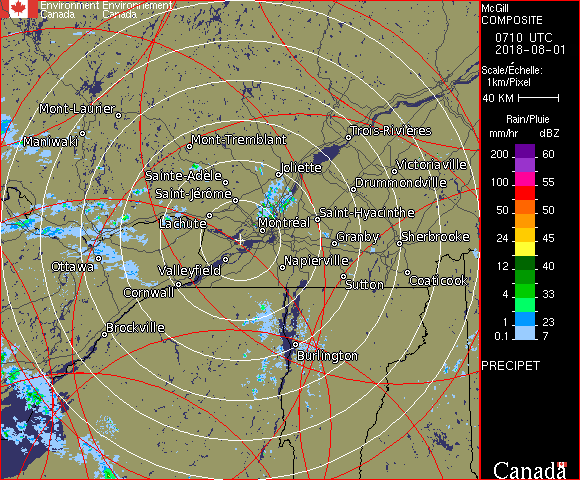 Environment Environnement
Canada Canada
McGill
COMPOSITE
0710 UTC
2018-08-01
Scale/Échelle:
1km/Pixel
40 KM
Rain/Pluie
mm/hr dBZ
200 60
100 55
50 50
24 45
12 40
4 33
1 23
0.1 7
PRECIPET
Canada
Mont-Laurier
Maniwaki
Mont-Tremblant
Trois-Rivières
Joliette
Victoriaville
Sainte-Adèle
Drummondville
Saint-Jérôme
Saint-Hyacinthe
Lachute
Montréal
Granby
Sherbrooke
Ottawa
Napierville
Valleyfield
Coaticook
Sutton
Cornwall
Brockville
Burlington